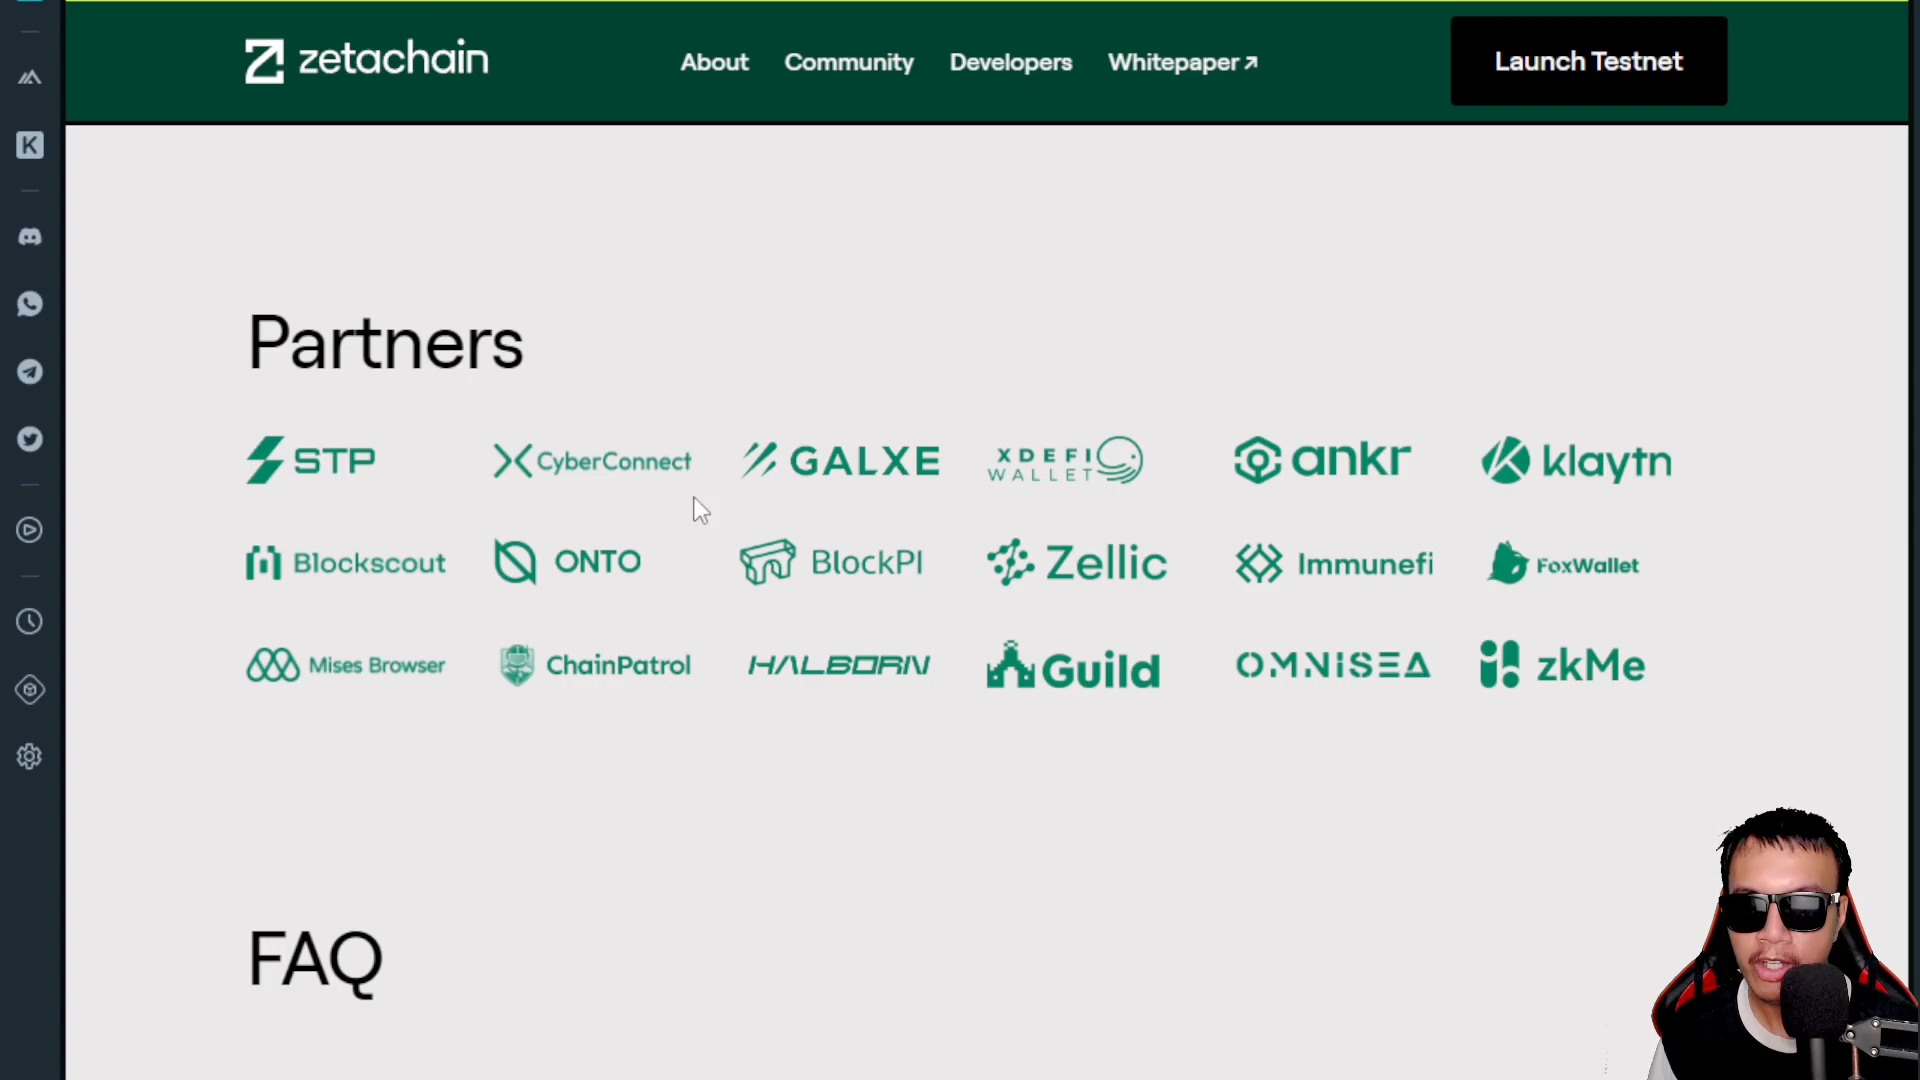 zetachain
About Community Developers Whitepaper↗
Launch Testnet
K
Partners
STP CyberConnect GALXE XDEFI WALLET ankr klaytn
Blockscout ONTO BlockPI Zellic Immunefi FoxWallet
Mises Browser ChainPatrol HALBORN Guild OMNISEA zkMe
FAQ